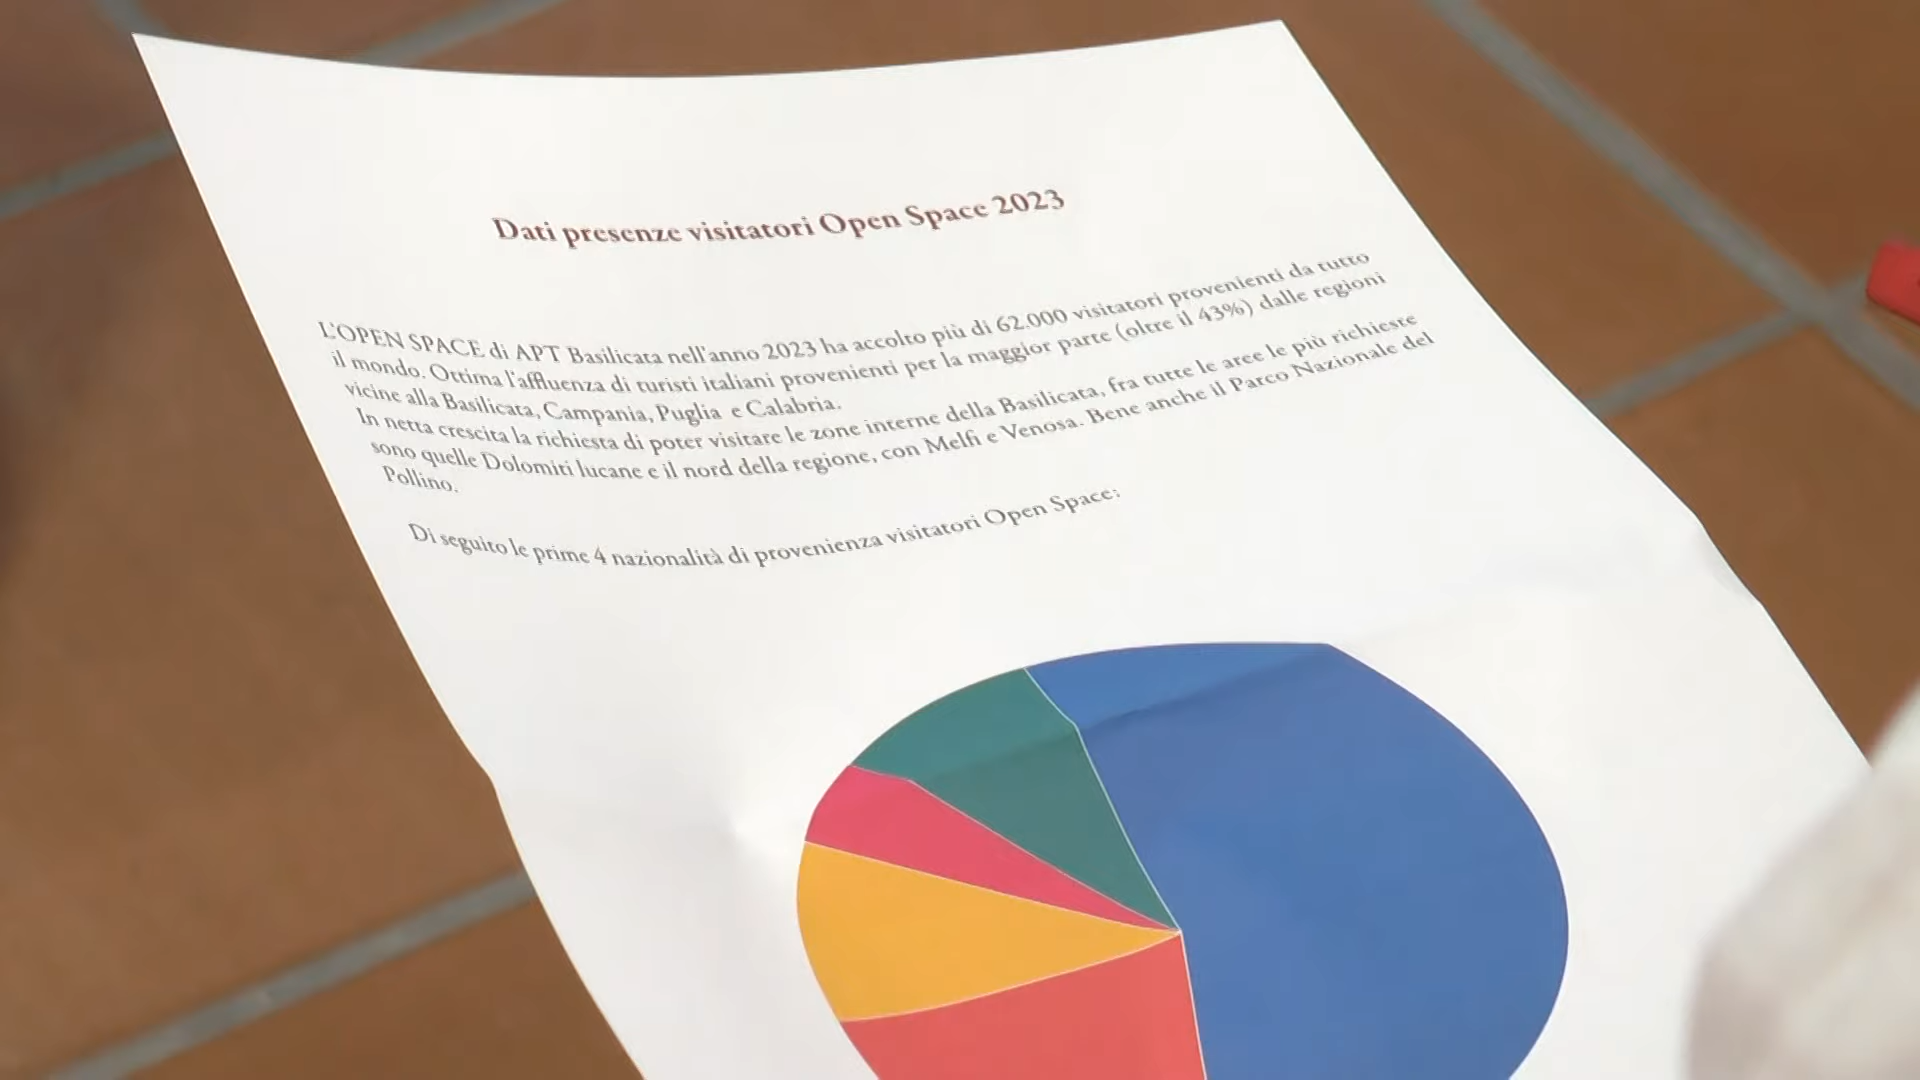 Dati presenze visitatori Open Space 2023
L'OPEN SPACE di APT Basilicata nell'anno 2023 ha accolto più di 62.000 visitatori provenienti da tutto
il mondo. Ottima l'affluenza di turisti italiani provenienti per la maggior parte (oltre il 43%) dalle regioni
vicine alla Basilicata, Campania, Puglia e Calabria.
In netta crescita la richiesta di poter visitare le zone interne della Basilicata, fra tutte le aree le più richieste
sono quelle Dolomiti lucane e il nord della regione, con Melfi e Venosa. Bene anche il Parco Nazionale del
Pollino.
Di seguito le prime 4 nazionalità di provenienza visitatori Open Space: